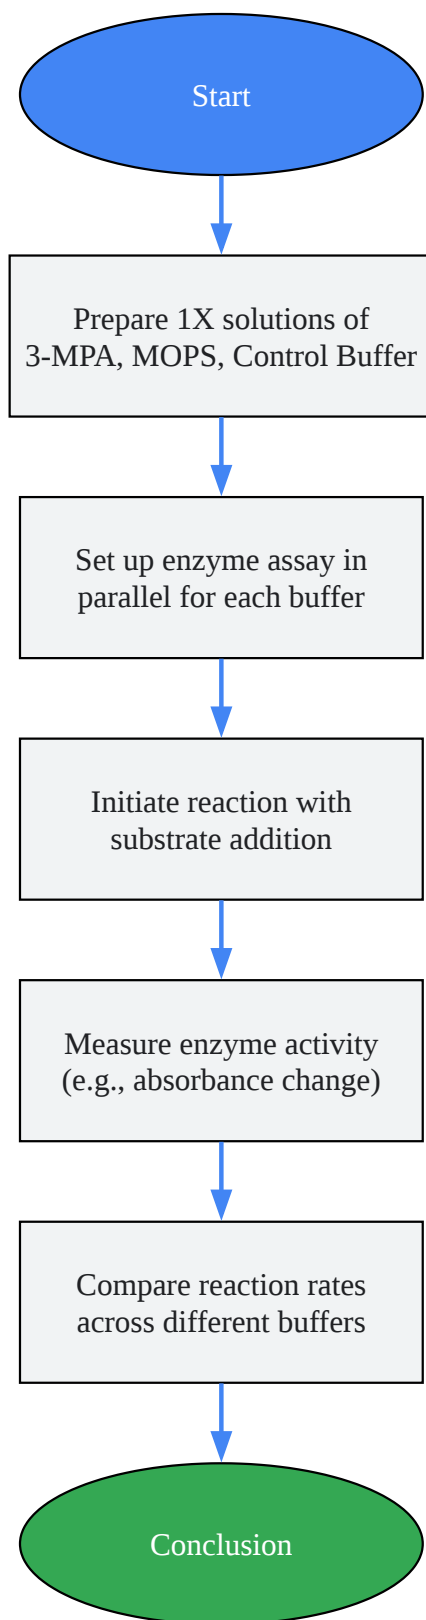 Start
Prepare 1X solutions of
3-MPA, MOPS, Control Buffer
Set up enzyme assay in
parallel for each buffer
Initiate reaction with
substrate addition
Measure enzyme activity
(e.g., absorbance change)
Compare reaction rates
across different buffers
Conclusion